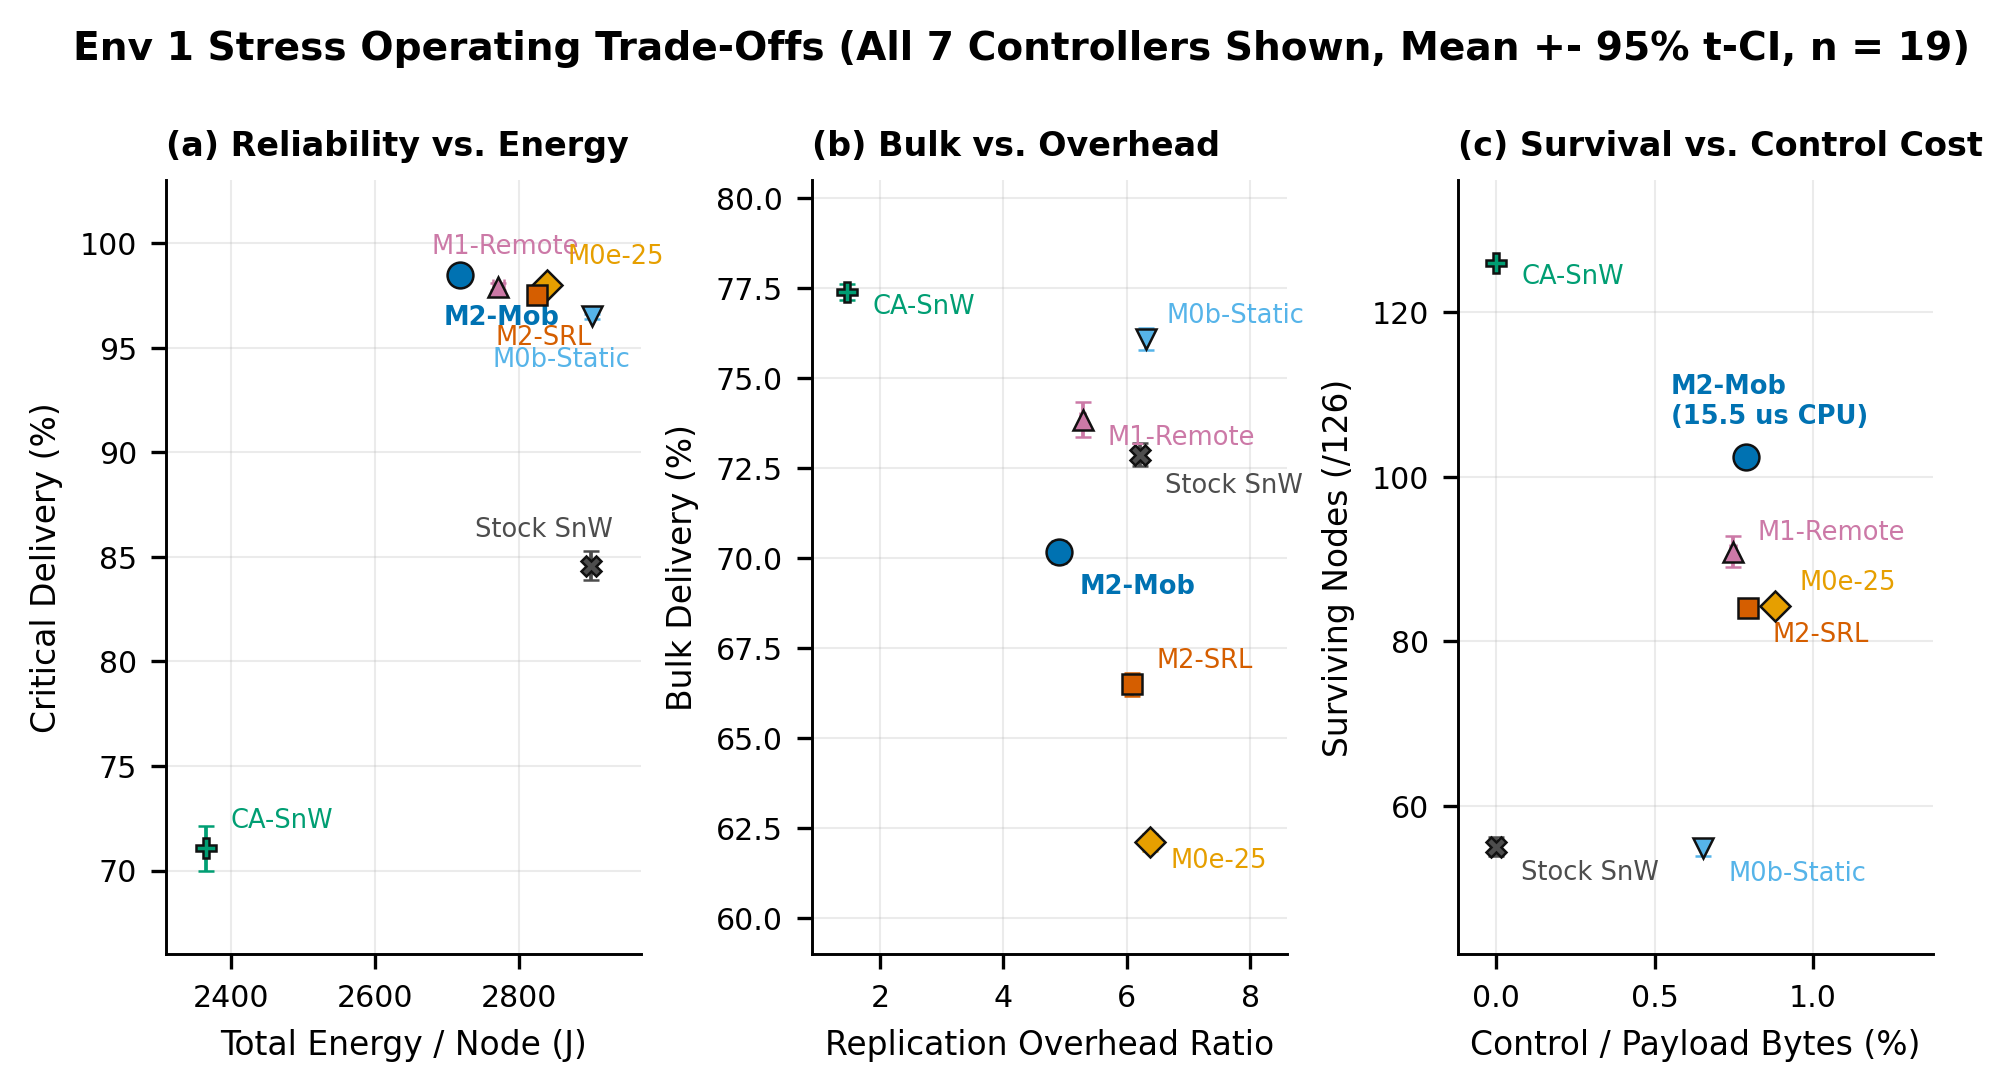 Env 1 Stress Operating Trade-Offs (All 7 Controllers Shown, Mean +- 95% t-CI, n = 19)
(a) Reliability vs. Energy
Critical Delivery (%)
100
95
90
85
80
75
70
M1-Remote
M0e-25
M2-Mob
M2-SRL
M0b-Static
Stock SnW
CA-SnW
2400
2600
2800
Total Energy / Node (J)
(b) Bulk vs. Overhead
Bulk Delivery (%)
80.0
77.5
75.0
72.5
70.0
67.5
65.0
62.5
60.0
CA-SnW
M0b-Static
M1-Remote
Stock SnW
M2-Mob
M2-SRL
M0e-25
2
4
6
8
Replication Overhead Ratio
(c) Survival vs. Control Cost
Surviving Nodes (/126)
120
100
80
60
CA-SnW
M2-Mob
(15.5 us CPU)
M1-Remote
M0e-25
M2-SRL
Stock SnW
M0b-Static
0.0
0.5
1.0
Control / Payload Bytes (%)